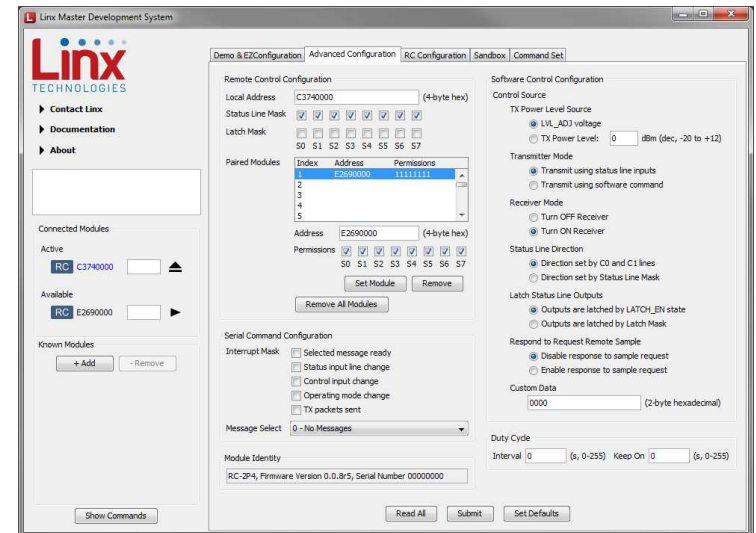 Linx Master Development System
Linx
TECHNOLOGIES
Contact Linx
Documentation
About
Connected Modules
Active
RC C3740000
Available
RC E2690000
Known Modules
+ Add - Remove
Show Commands
Demo & EZConfiguration Advanced Configuration RC Configuration Sandbox Command Set
Remote Control Configuration
Local Address C3740000 (4-byte hex)
Status Line Mask
Latch Mask
S0 S1 S2 S3 S4 S5 S6 S7
Paired Modules Index Address Permissions
1 E2690000 11111111
2
3
4
5
Address E2690000 (4-byte hex)
Permissions
S0 S1 S2 S3 S4 S5 S6 S7
Set Module Remove
Remove All Modules
Serial Command Configuration
Interrupt Mask Selected message ready
Status input line change
Control input change
Operating mode change
TX packets sent
Message Select 0 - No Messages
Module Identity
RC-2P4, Firmware Version 0.0.8r5, Serial Number 00000000
Software Control Configuration
Control Source
TX Power Level Source
LVL_ADJ voltage
TX Power Level: 0 dBm (dec, -20 to +12)
Transmitter Mode
Transmit using status line inputs
Transmit using software command
Receiver Mode
Turn OFF Receiver
Turn ON Receiver
Status Line Direction
Direction set by C0 and C1 lines
Direction set by Status Line Mask
Latch Status Line Outputs
Outputs are latched by LATCH_EN state
Outputs are latched by Latch Mask
Respond to Request Remote Sample
Disable response to sample request
Enable response to sample request
Custom Data
0000 (2-byte hexadecimal)
Duty Cycle
Interval 0 (s, 0-255) Keep On 0 (s, 0-255)
Read All Submit Set Defaults